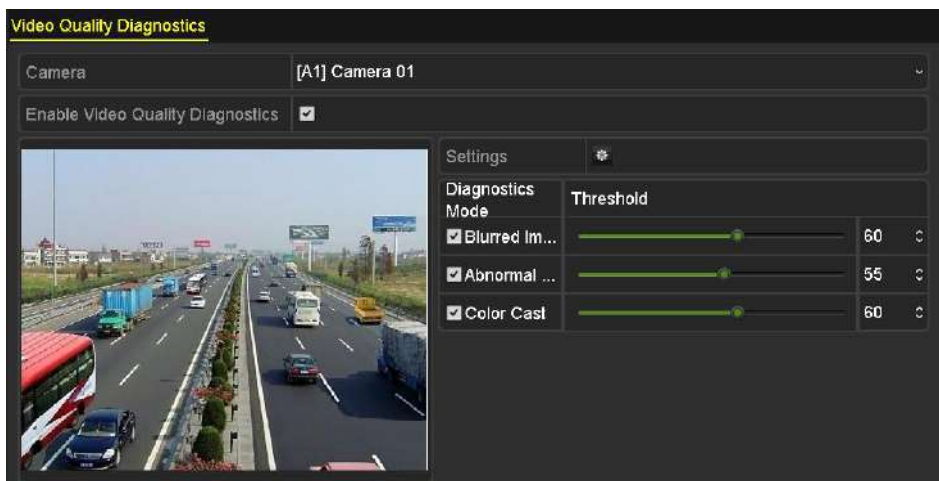 Video Quality Diagnostics
Camera
[A1] Camera 01
Enable Video Quality Diagnostics
Settings
Diagnostics
Mode
Threshold
Blurred Im...
60
Abnormal ...
55
Color Cast
60